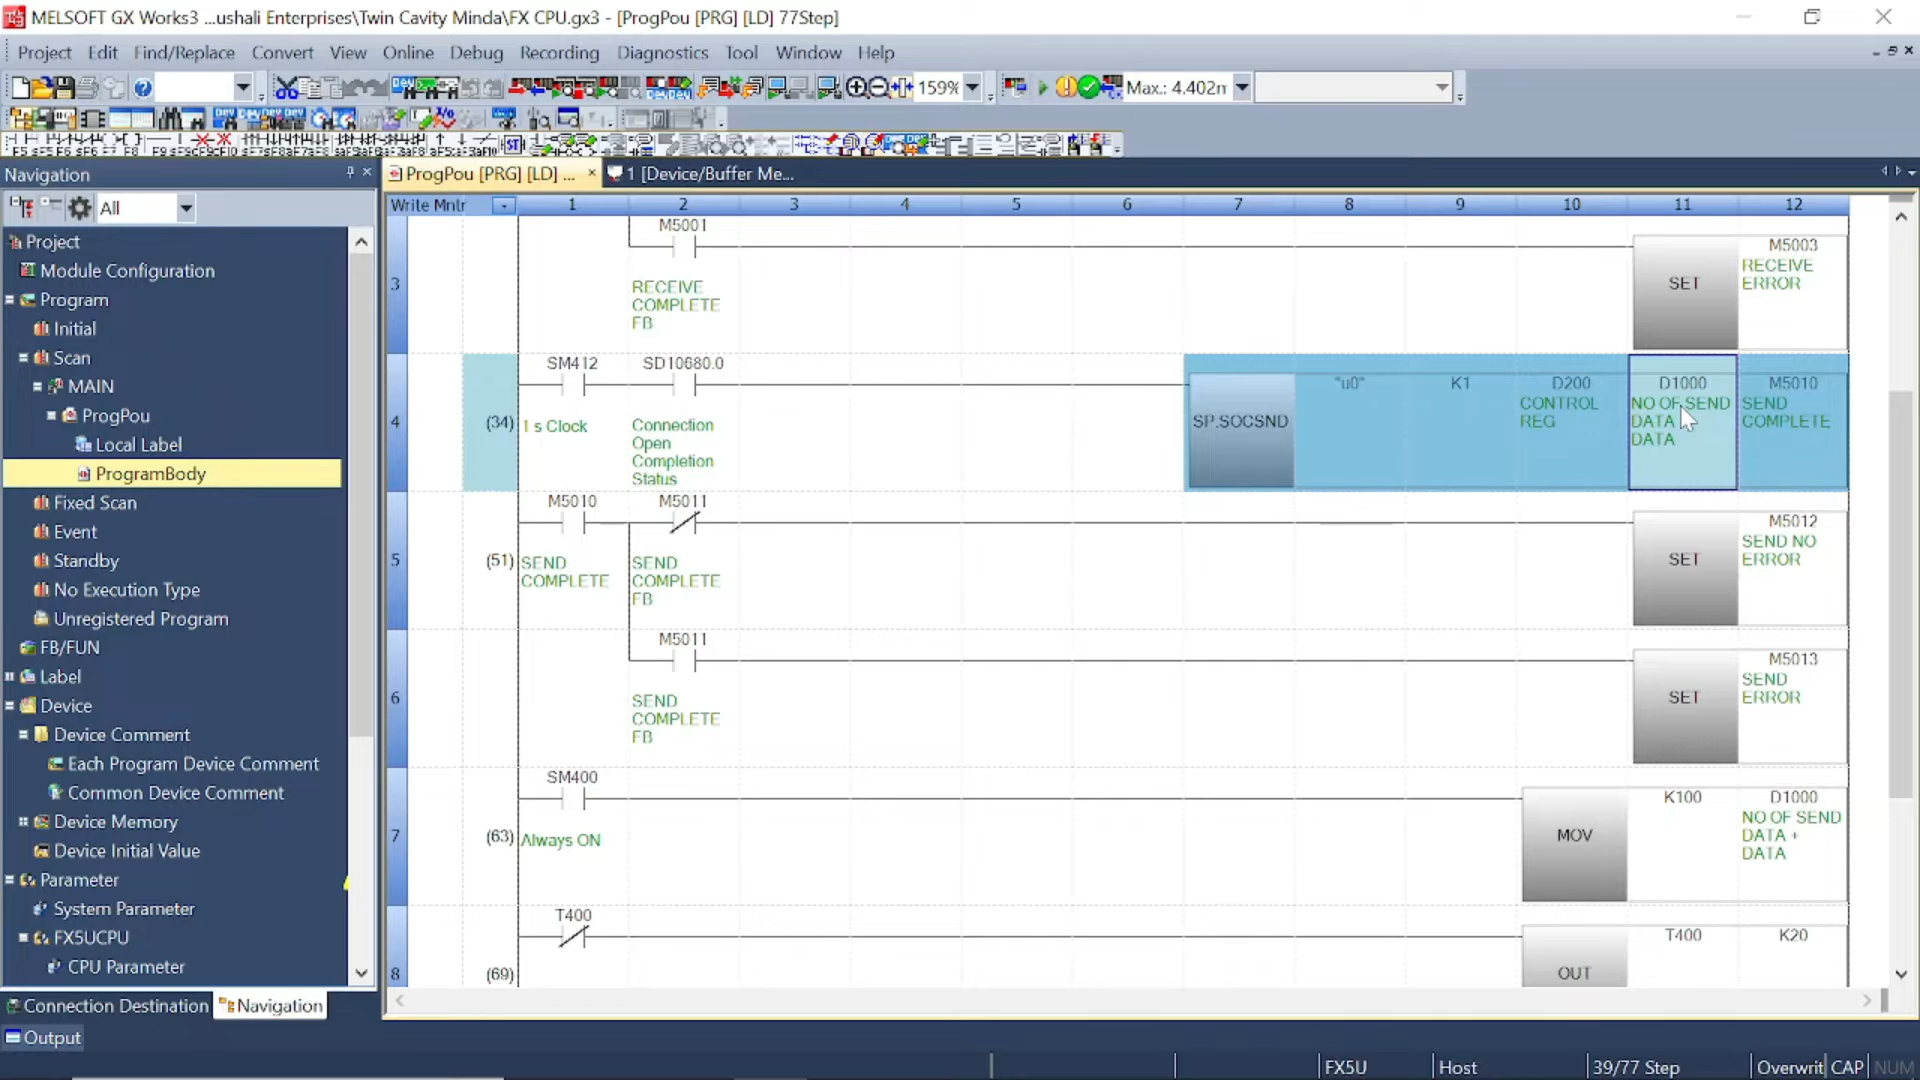 MELSOFT GX Works3 ...ushali Enterprises\Twin Cavity Minda\FX CPU.gx3 - [ProgPou [PRG] [LD] 77Step]
Project Edit Find/Replace Convert View Online Debug Recording Diagnostics Tool Window Help
159% Max.: 4.402m
Navigation
All
Project
Module Configuration
Program
Initial
Scan
MAIN
ProgPou
Local Label
ProgramBody
Fixed Scan
Event
Standby
No Execution Type
Unregistered Program
FB/FUN
Label
Device
Device Comment
Each Program Device Comment
Common Device Comment
Device Memory
Device Initial Value
Parameter
System Parameter
FX5UCPU
CPU Parameter
Connection Destination Navigation
Output
ProgPou [PRG] [LD] ... 1 [Device/Buffer Me...
Write Mntr 1 2 3 4 5 6 7 8 9 10 11 12
M5001
3
RECEIVE
COMPLETE
FB
SET
M5003
RECEIVE
ERROR
4 (34)
SM412
1 s Clock
SD10680.0
Connection
Open
Completion
Status
SP.SOCSND
"u0"
K1
D200
CONTROL
REG
D1000
NO OF SEND
DATA
DATA
M5010
SEND
COMPLETE
5 (51)
M5010
SEND
COMPLETE
M5011
SEND
COMPLETE
FB
SET
M5012
SEND NO
ERROR
6
M5011
SEND
COMPLETE
FB
SET
M5013
SEND
ERROR
7 (63)
SM400
Always ON
MOV
K100
D1000
NO OF SEND
DATA +
DATA
8 (69)
T400
OUT
T400
K20
FX5U Host 39/77 Step Overwrit CAP NUM